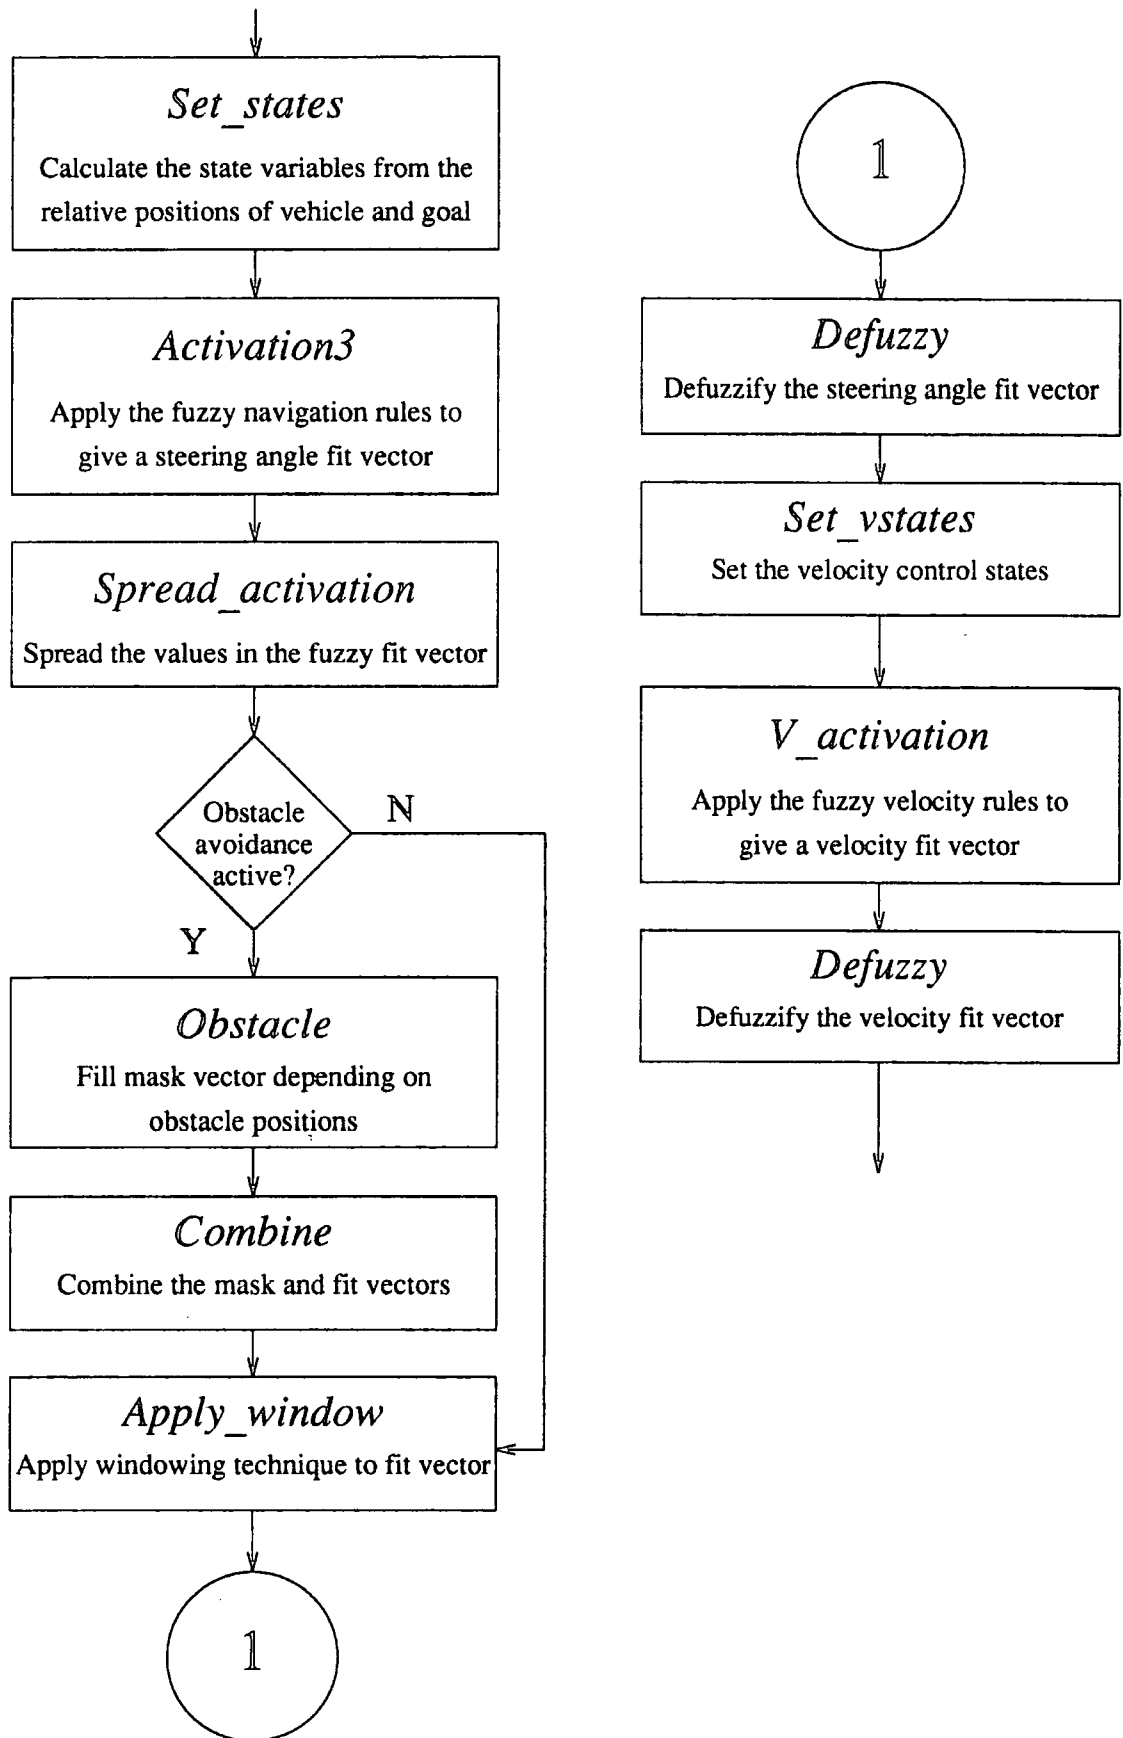 Set_states
Calculate the state variables from the
relative positions of vehicle and goal
Activation3
Apply the fuzzy navigation rules to
give a steering angle fit vector
Spread_activation
Spread the values in the fuzzy fit vector
Obstacle
avoidance
active?
N
Y
Obstacle
Fill mask vector depending on
obstacle positions
Combine
Combine the mask and fit vectors
Apply_window
Apply windowing technique to fit vector
1
1
Defuzzy
Defuzzify the steering angle fit vector
Set_vstates
Set the velocity control states
V_activation
Apply the fuzzy velocity rules to
give a velocity fit vector
Defuzzy
Defuzzify the velocity fit vector